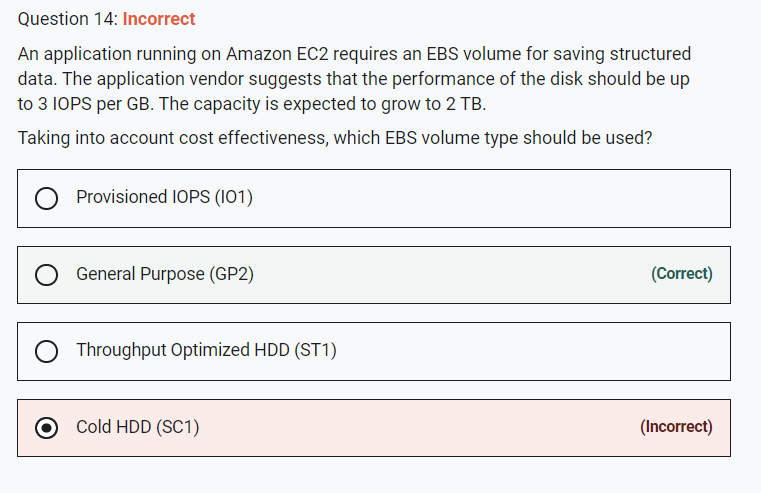 Question 14: Incorrect
An application running on Amazon EC2 requires an EBS volume for saving structured
data. The application vendor suggests that the performance of the disk should be up
to 3 IOPS per GB. The capacity is expected to grow to 2 TB.
Taking into account cost effectiveness, which EBS volume type should be used?
Provisioned IOPS (IO1)
General Purpose (GP2) (Correct)
Throughput Optimized HDD (ST1)
Cold HDD (SC1) (Incorrect)